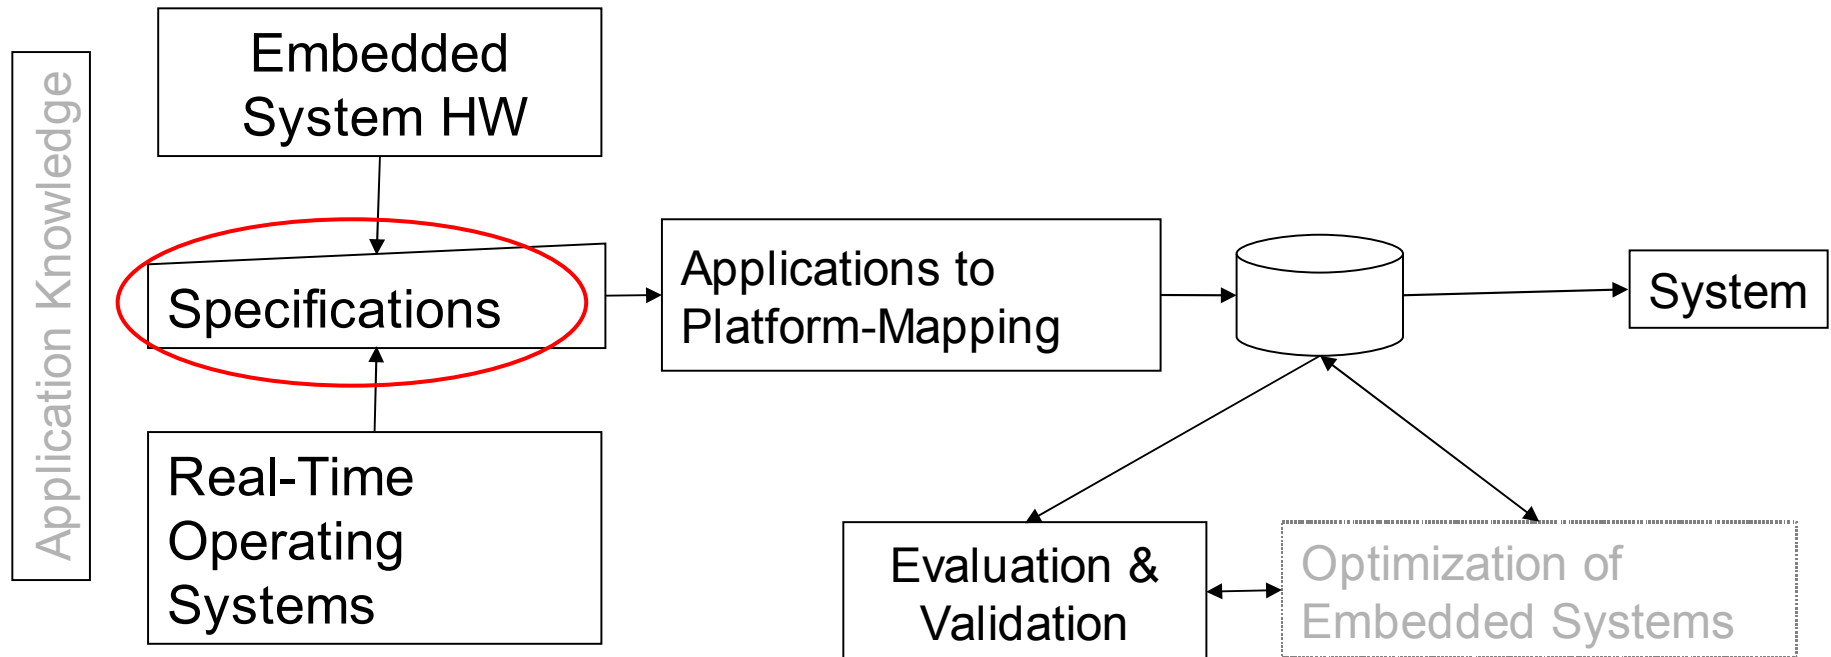 Application Knowledge
Embedded
System HW
Specifications
Real-Time
Operating
Systems
Applications to
Platform-Mapping
System
Evaluation &
Validation
Optimization of
Embedded Systems